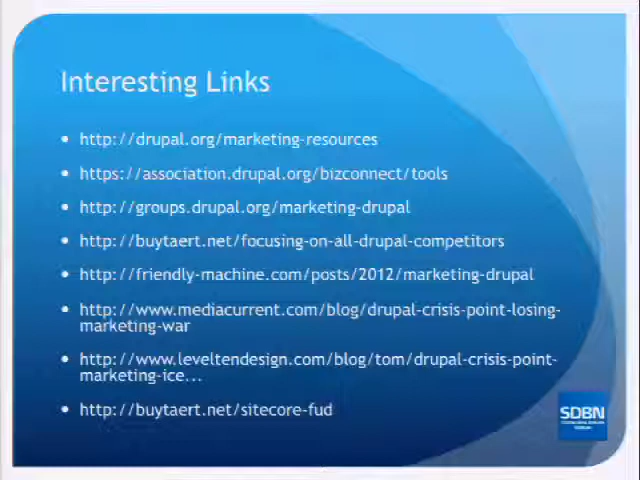 Interesting Links
• http://drupal.org/marketing-resources
• https://association.drupal.org/bizconnect/tools
• http://groups.drupal.org/marketing-drupal
• http://buytaert.net/focusing-on-all-drupal-competitors
• http://friendly-machine.com/posts/2012/marketing-drupal
• http://www.mediacurrent.com/blog/drupal-crisis-point-losing-
marketing-war
• http://www.leveltendesign.com/blog/tom/drupal-crisis-point-
marketing-ice...
• http://buytaert.net/sitecore-fud
SDBN